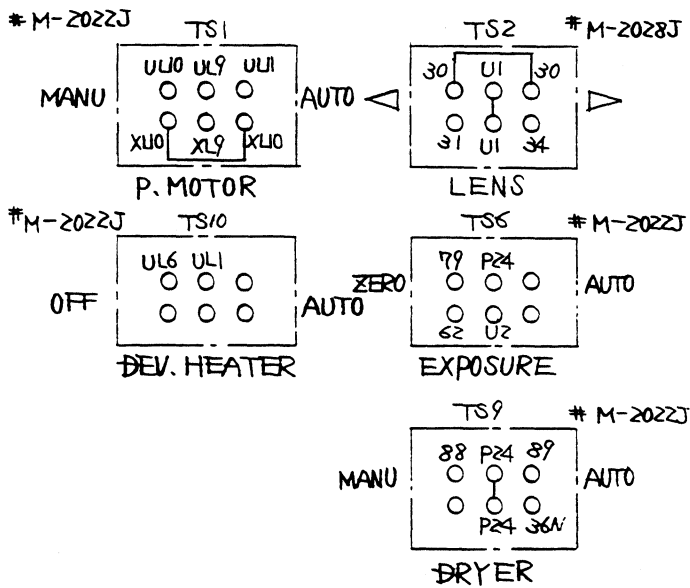 #M-2022J TS1
UL10 UL9 UL11
MANU AUTO
XL10 XL9 XL10
P.MOTOR
TS2 #M-2028J
30 U1 30
31 U1 34
LENS
#M-2022J TS10
UL6 UL1
OFF AUTO
DEV.HEATER
TS6 #M-2022J
79 P24
ZERO AUTO
62 U2
EXPOSURE
TS9 #M-2022J
88 P24 89
MANU AUTO
P24 36N
DRYER